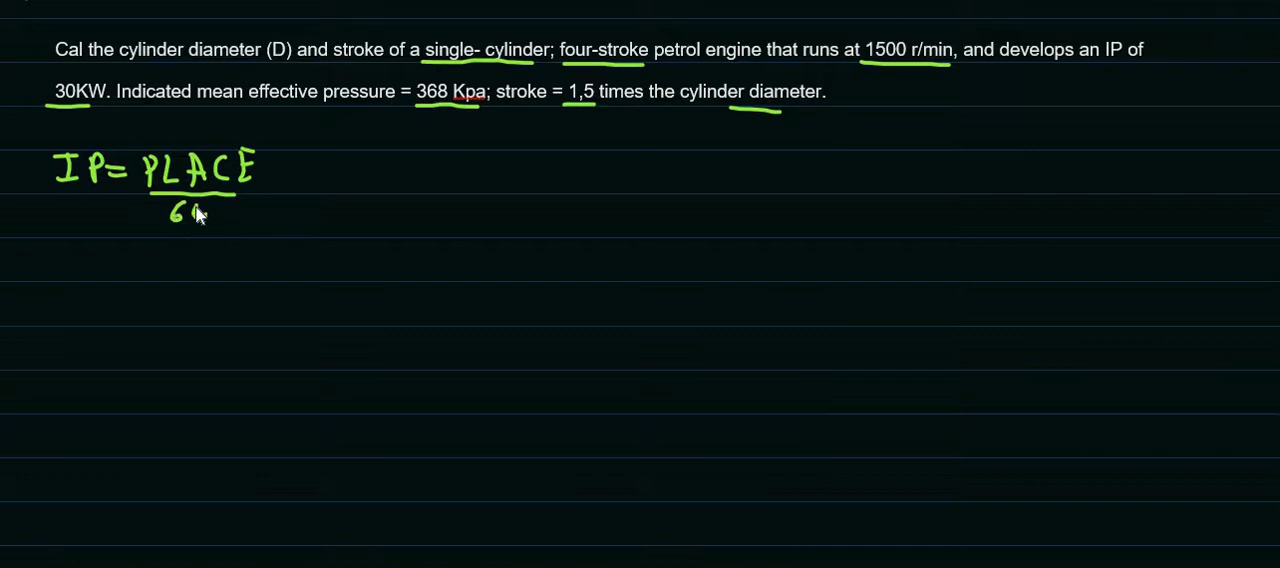 Cal the cylinder diameter (D) and stroke of a single- cylinder; four-stroke petrol engine that runs at 1500 r/min, and develops an IP of
30KW. Indicated mean effective pressure = 368 Kpa; stroke = 1,5 times the cylinder diameter.
IP= PLACE